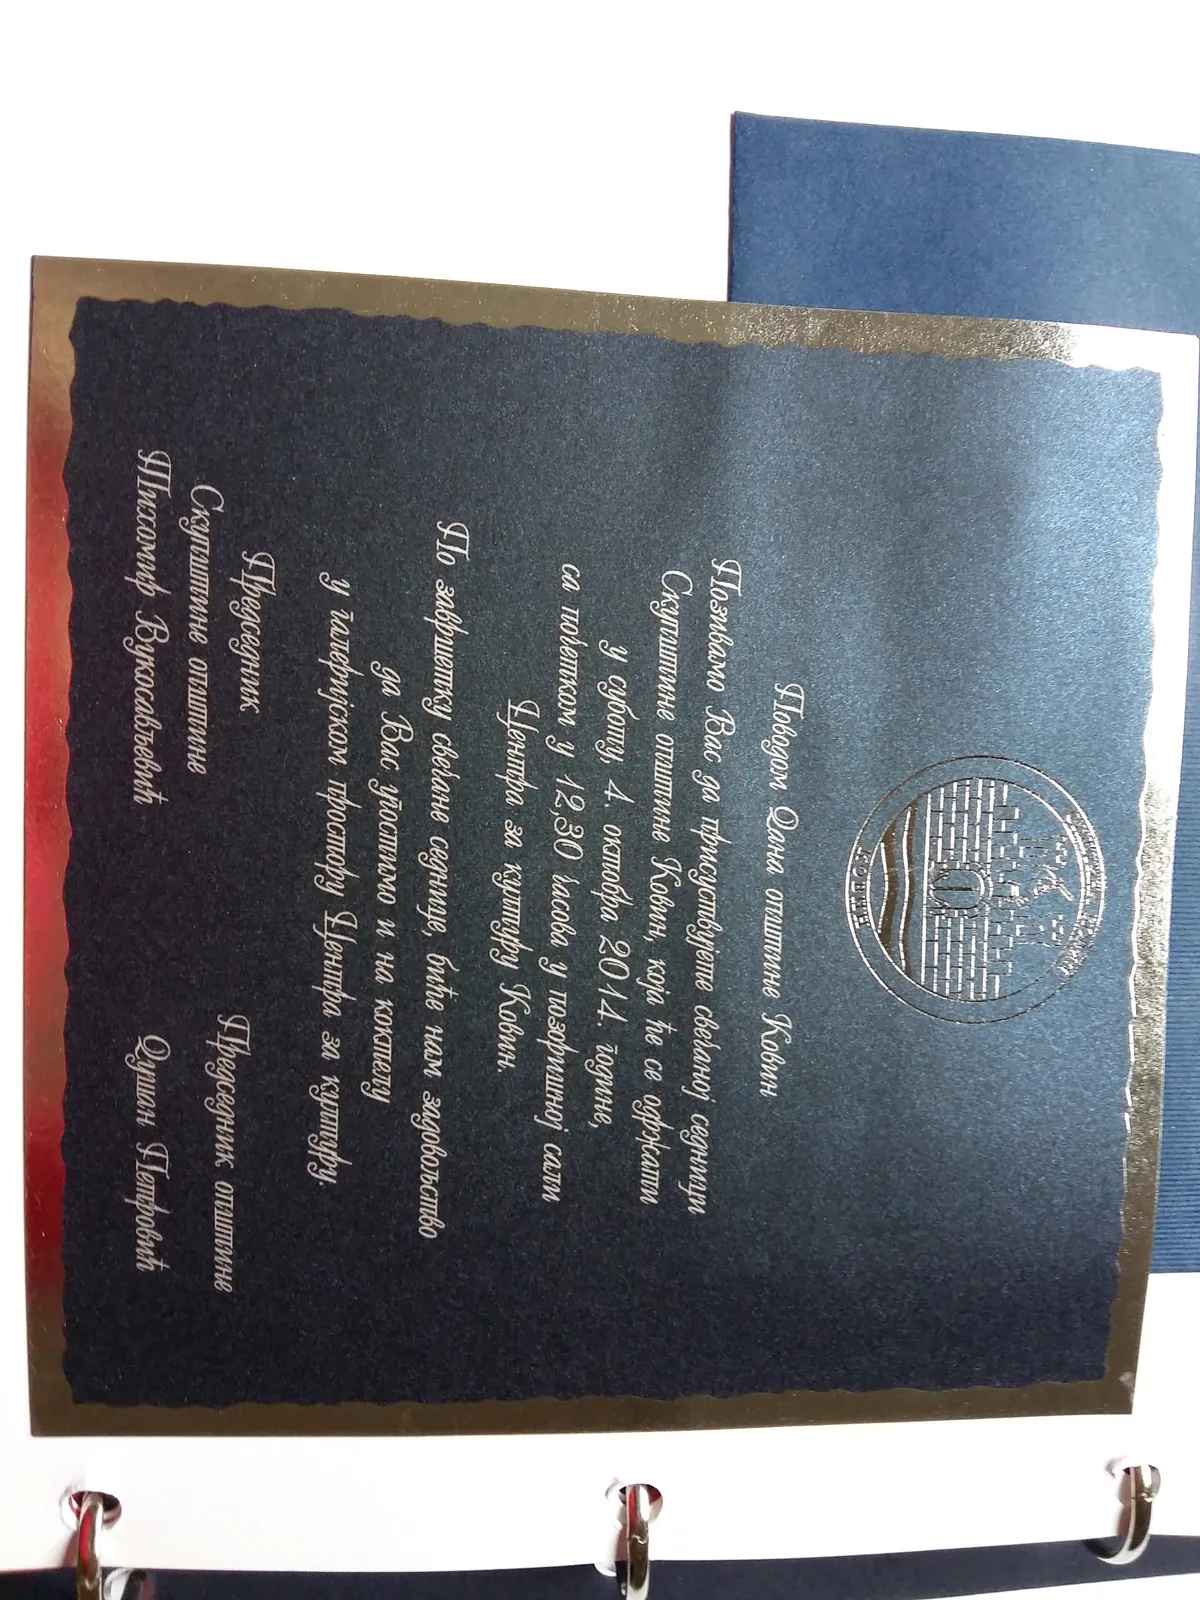 КОВИН
Поводом Дана општине Ковин
Позивамо Вас да присуствујете свечаној седници
Скупштине општине Ковин, која ће се одржати
у суботу, 4. октобра 2014. године,
са почетком у 12,30 часова у позоришној сали
Центра за културу Ковин.
По завршетку свечане седнице, биће нам задовољство
да Вас угостимо и на коктелу
у галеријском простору Центра за културу.
Председник
Скупштине општине
Тихомир Вукосављевић
Председник општине
Душан Петровић